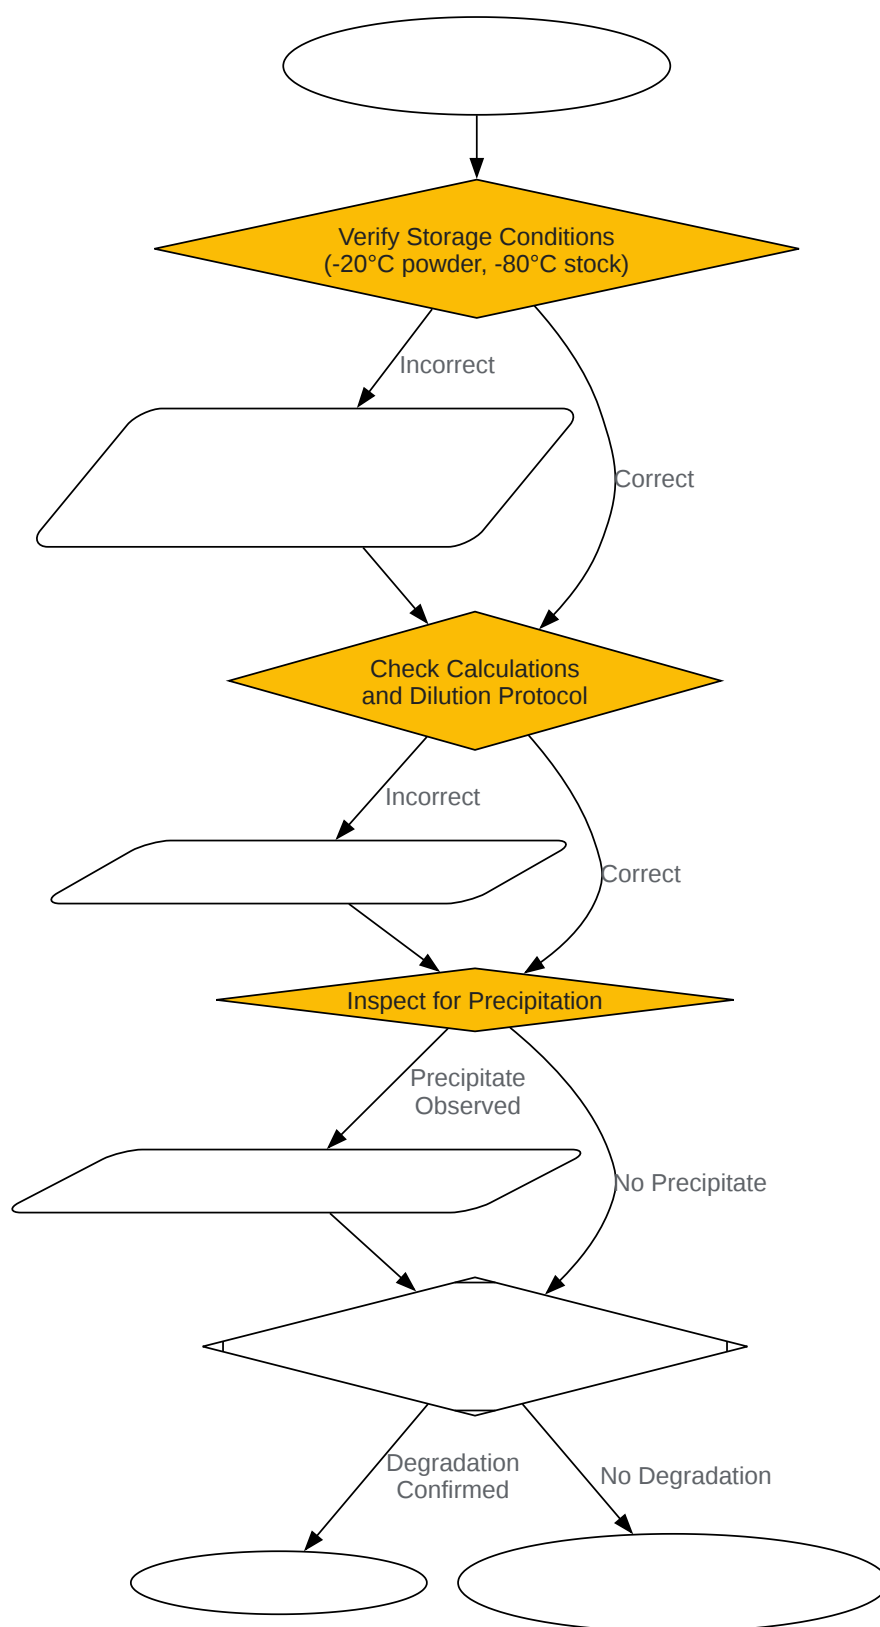 Verify Storage Conditions
(-20°C powder, -80°C stock)
Incorrect
Correct
Check Calculations
and Dilution Protocol
Incorrect
Correct
Inspect for Precipitation
Precipitate
Observed
No Precipitate
Degradation
Confirmed
No Degradation